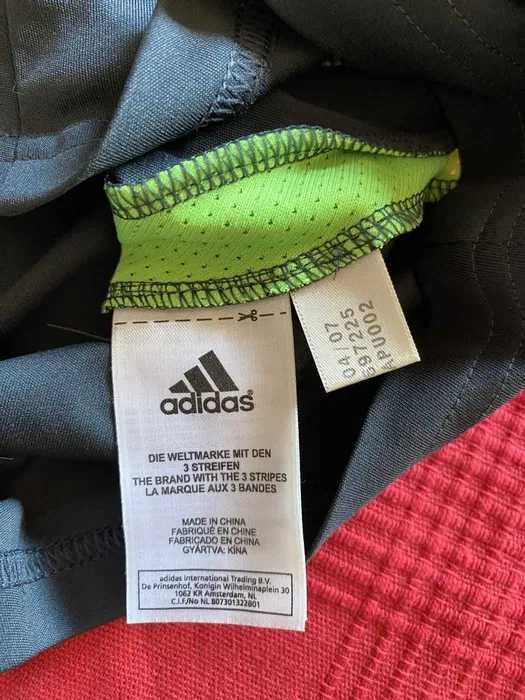 adidas
DIE WELTMARKE MIT DEN
3 STREIFEN
THE BRAND WITH THE 3 STRIPES
LA MARQUE AUX 3 BANDES
MADE IN CHINA
FABRIQUÉ EN CHINE
FABRICADO EN CHINA
GYÁRTVA: KÍNA
adidas International Trading B.V.
De Prinsenhof, Konigin Wilhelminaplein 30
1062 KR Amsterdam, NL
C.I.F/No NL B07301322B01
04/07
697225
APU002